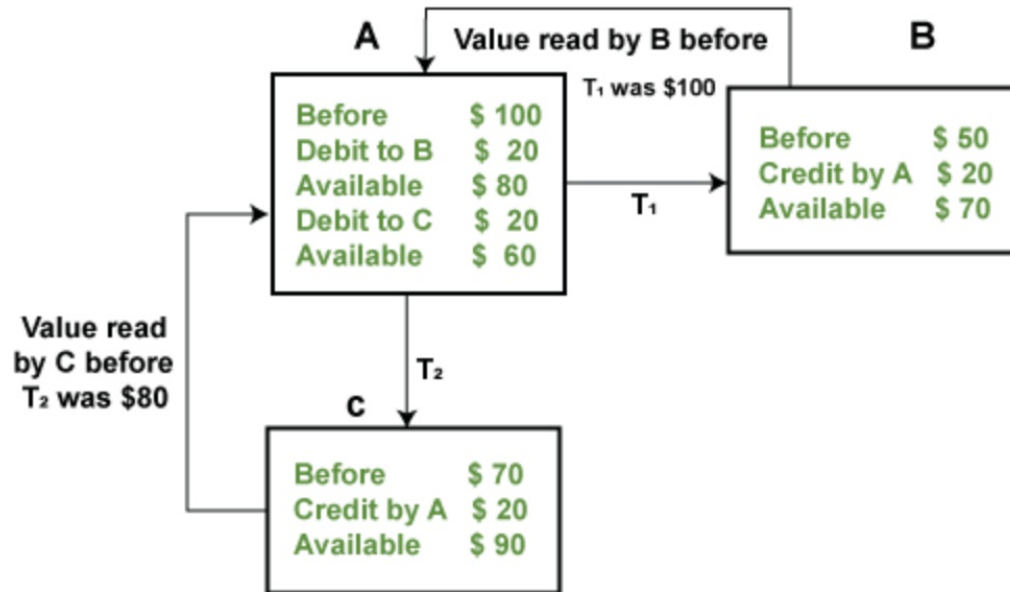 A
Value read by B before
T₁ was $100
B
Before $ 100
Debit to B $ 20
Available $ 80
Debit to C $ 20
Available $ 60
T₁
Before $ 50
Credit by A $ 20
Available $ 70
Value read
by C before
T₂ was $80
T₂
c
Before $ 70
Credit by A $ 20
Available $ 90